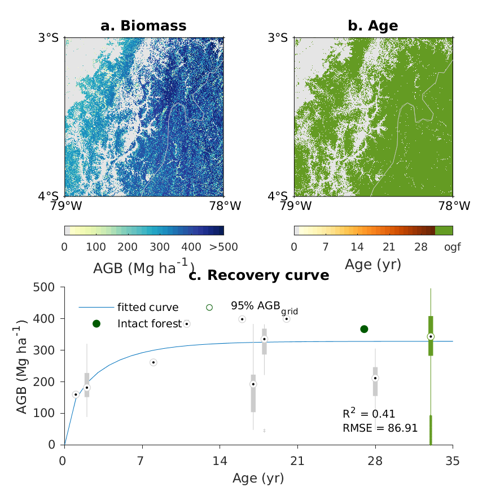 a. Biomass
b. Age
3°S
4°S
79°W
78°W
3°S
4°S
79°W
78°W
0 100 200 300 400 >500
AGB (Mg ha-1)
0 7 14 21 28 ogf
Age (yr)
c. Recovery curve
AGB (Mg ha-1)
500
400
300
200
100
0
fitted curve
95% AGBgrid
Intact forest
R2 = 0.41
RMSE = 86.91
0 7 14 21 28 35
Age (yr)